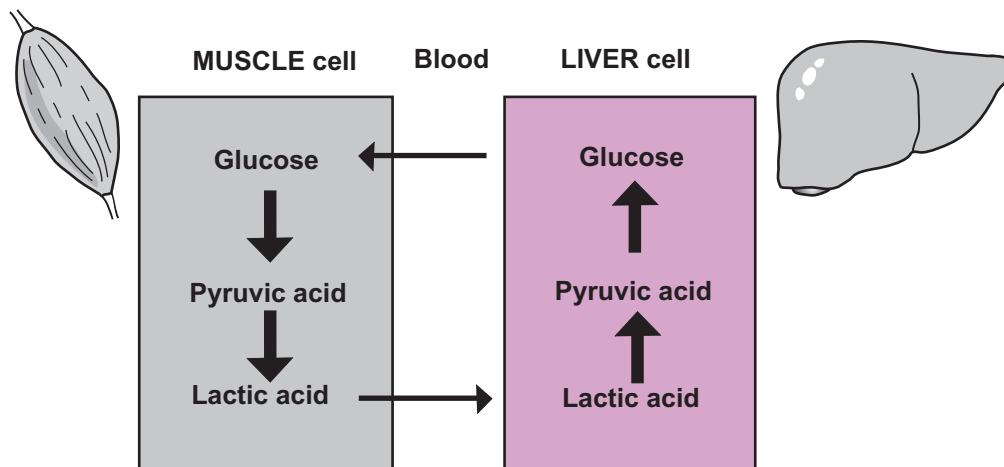 MUSCLE cell Blood LIVER cell
Glucose Glucose
Pyruvic acid Pyruvic acid
Lactic acid Lactic acid